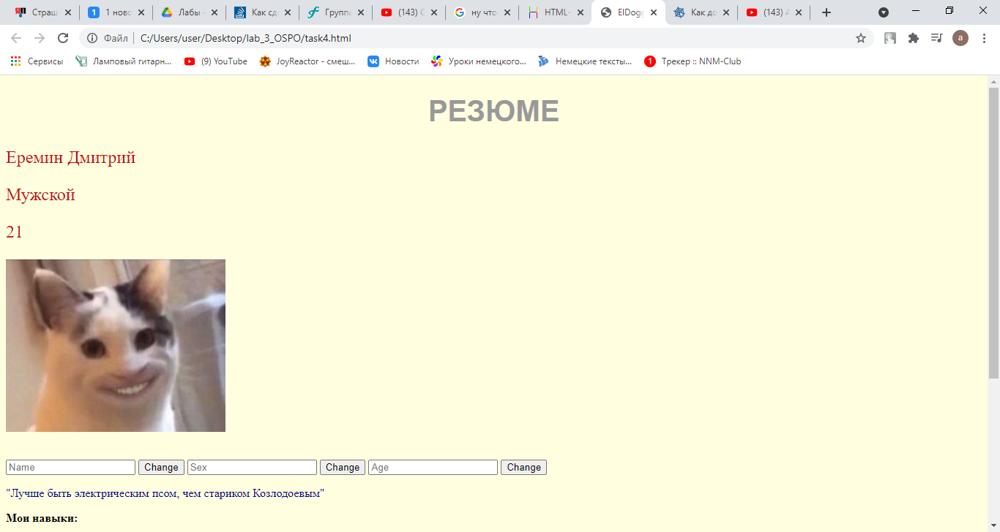 Страш
1 ново
Лабы -
Как сд
Группа
(143) G
ну что
HTML-
ElDogg
Как до
(143) A
Файл | C:/Users/user/Desktop/lab_3_OSPO/task4.html
a
Сервисы
Ламповый гитарн...
(9) YouTube
JoyReactor - смеш...
Новости
Уроки немецкого...
Немецкие тексты...
Трекер :: NNM-Club
РЕЗЮМЕ
Еремин Дмитрий
Мужской
21
Name Change Sex Change Age Change
"Лучше быть электрическим псом, чем стариком Козлодоевым"
Мои навыки: